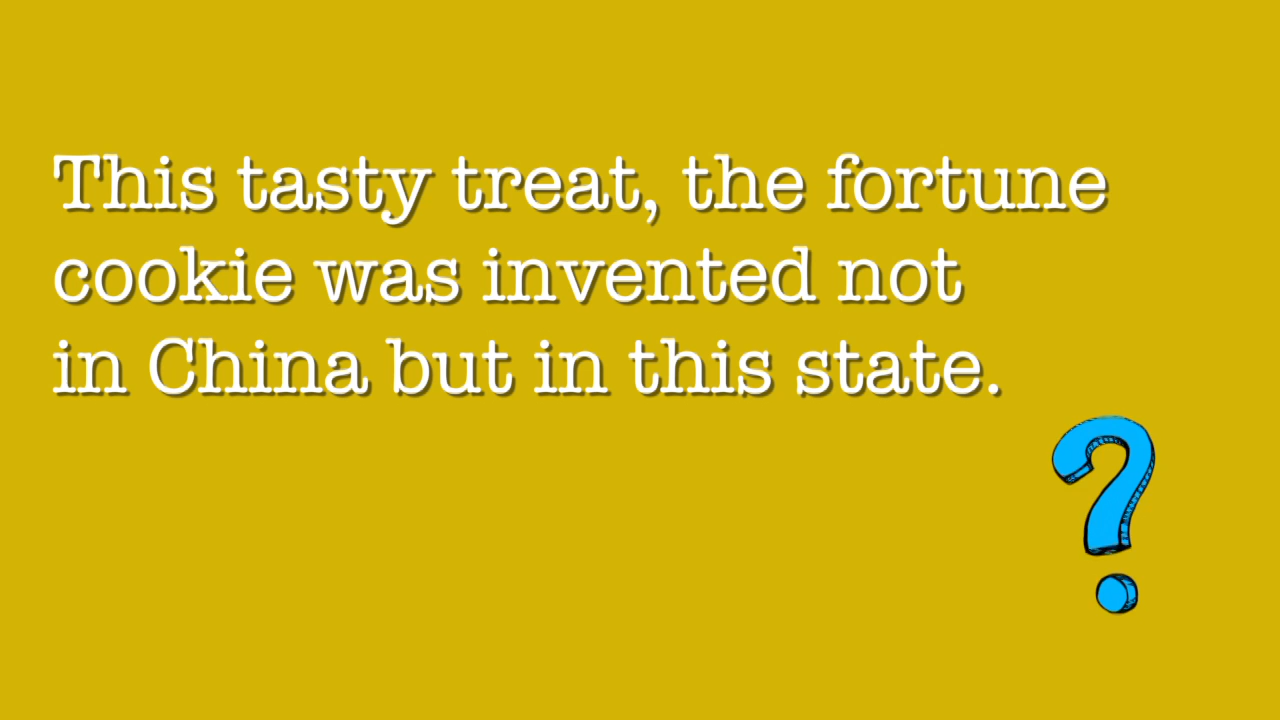 This tasty treat, the fortune
cookie was invented not
in China but in this state.
?